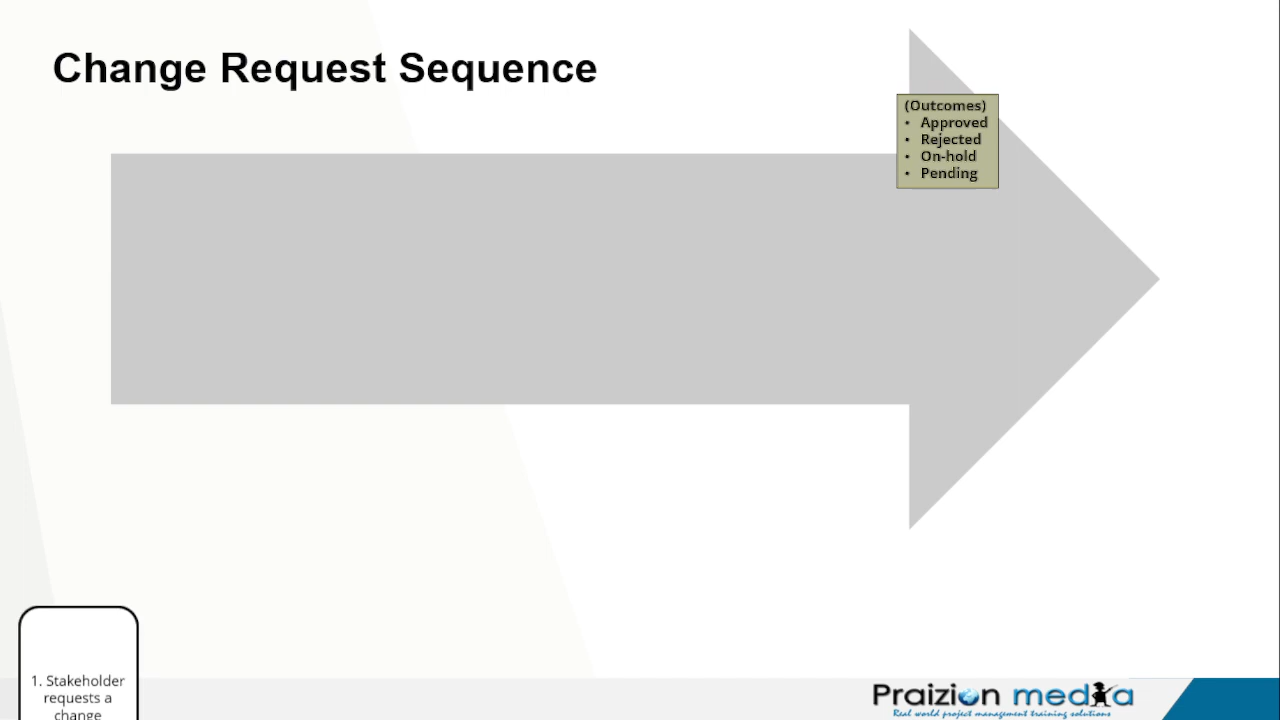 Change Request Sequence
(Outcomes)
• Approved
• Rejected
• On-hold
• Pending
1. Stakeholder
requests a
change
Praizion media
Real world project management training solutions